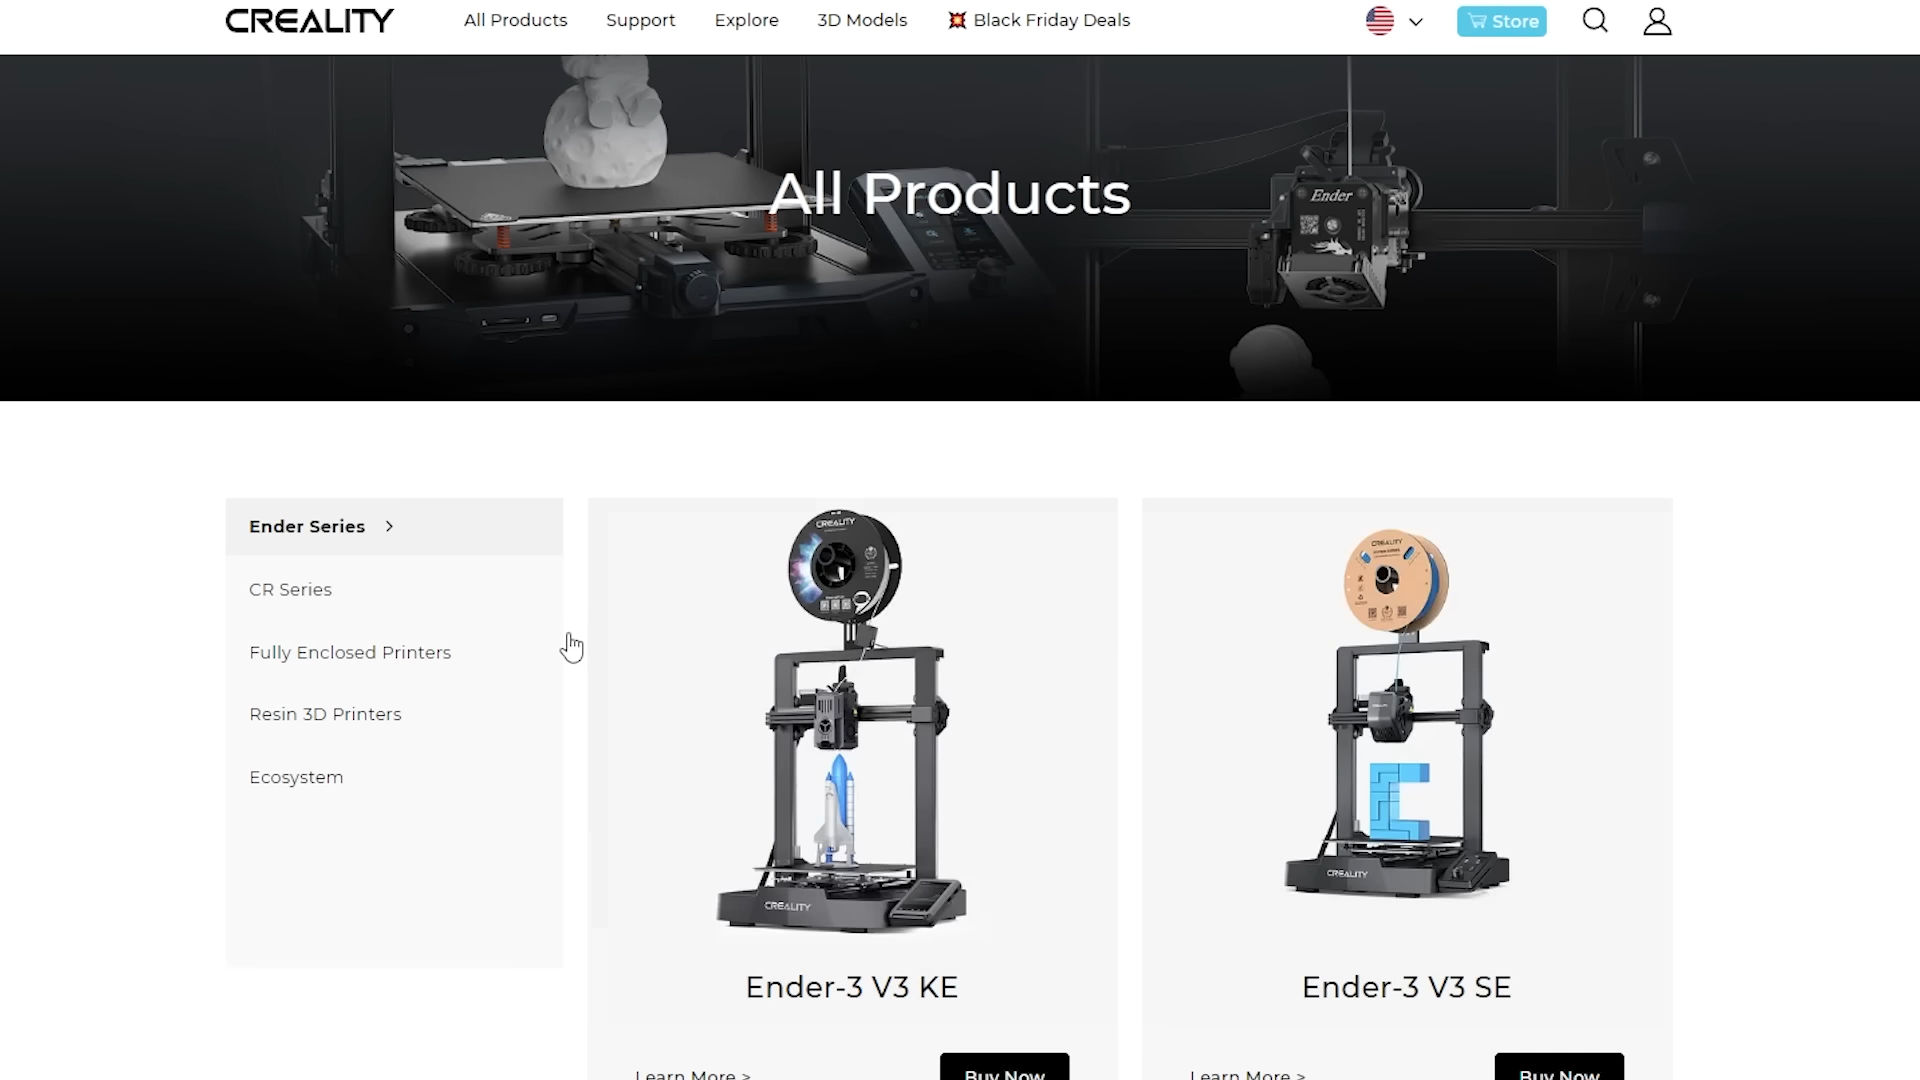 CREALITY
All Products
Support
Explore
3D Models
💥 Black Friday Deals
Store
All Products
Ender
Ender Series >
CR Series
Fully Enclosed Printers
Resin 3D Printers
Ecosystem
CREALITY
CREALITY
Ender-3 V3 KE
Learn More >
Buy Now
CREALITY
CREALITY
Ender-3 V3 SE
Learn More >
Buy Now